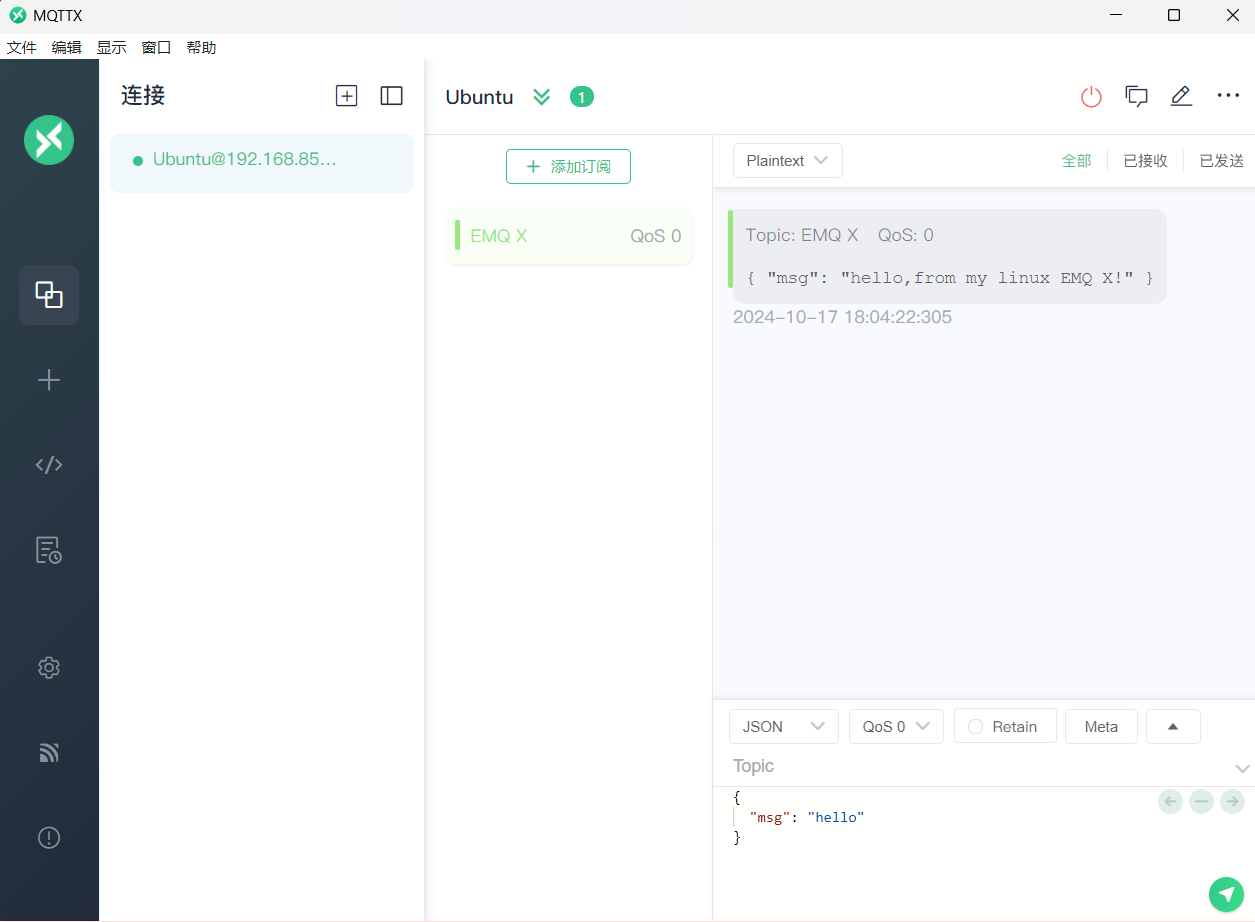 MQTTX
文件 编辑 显示 窗口 帮助
连接
Ubuntu@192.168.85...
Ubuntu 1
添加订阅
EMQ X QoS 0
Plaintext 全部 已接收 已发送
Topic: EMQ X QoS: 0
{ "msg": "hello,from my linux EMQ X!" }
2024-10-17 18:04:22:305
JSON QoS 0 Retain Meta
Topic
{
"msg": "hello"
}